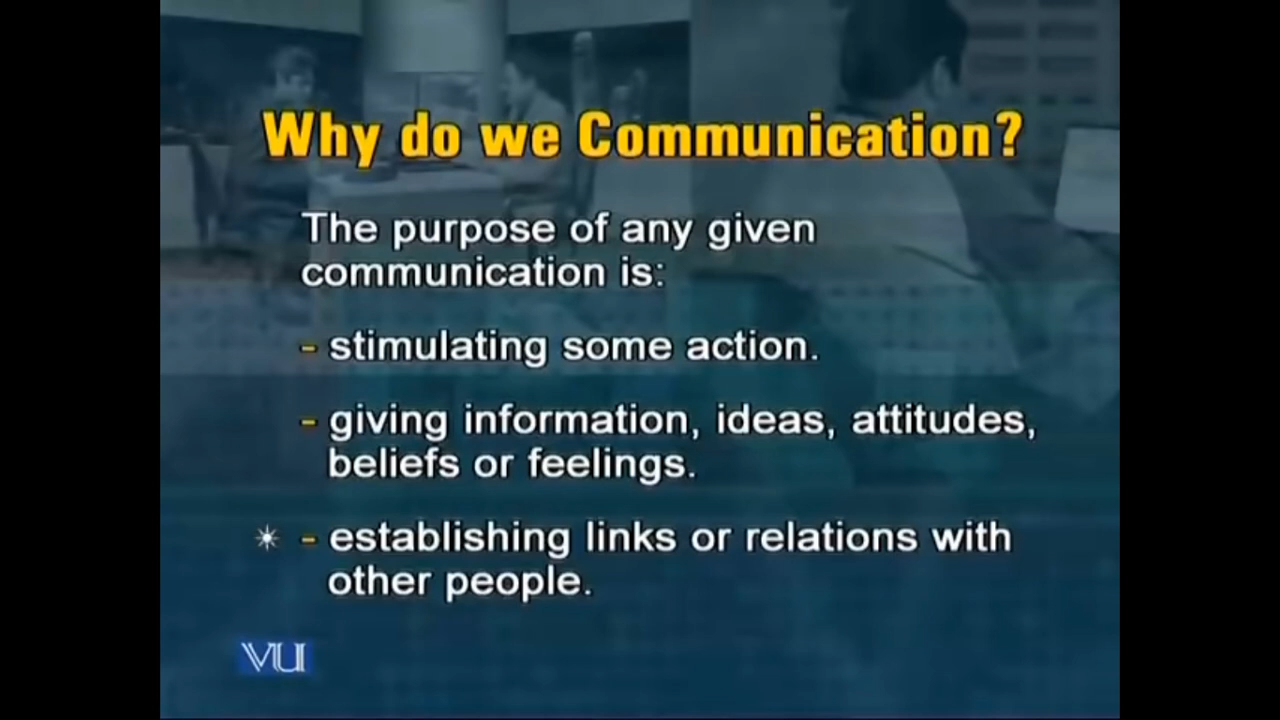 Why do we Communication?
The purpose of any given
communication is:
- stimulating some action.
- giving information, ideas, attitudes,
beliefs or feelings.
- establishing links or relations with
other people.
VU